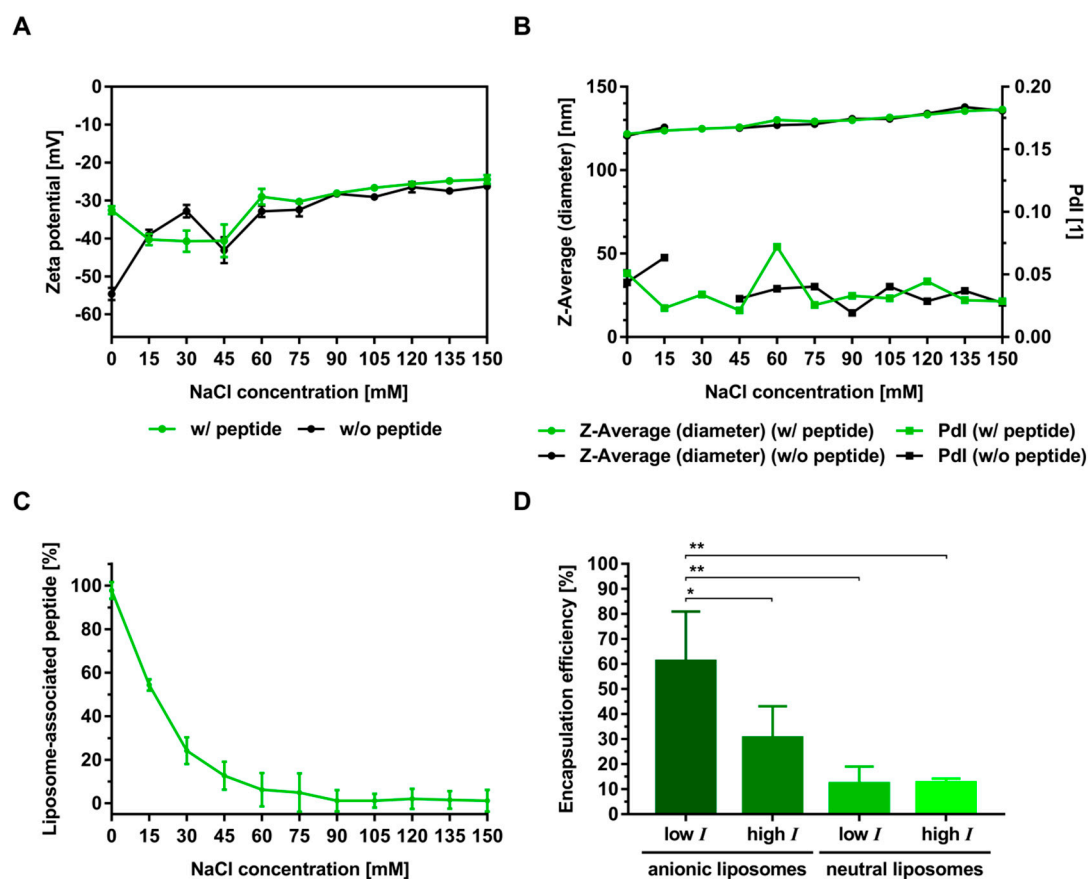 A
B
0
-10
-20
-30
-40
-50
-60
Zeta potential [mV]
0 15 30 45 60 75 90 105 120 135 150
NaCl concentration [mM]
w/ peptide w/o peptide
150
100
50
0
Z-Average (diameter) [nm]
0.20
0.15
0.10
0.05
0.00
PdI [1]
0 15 30 45 60 75 90 105 120 135 150
NaCl concentration [mM]
Z-Average (diameter) (w/ peptide) PdI (w/ peptide)
Z-Average (diameter) (w/o peptide) PdI (w/o peptide)
C
D
100
80
60
40
20
0
Liposome-associated peptide [%]
0 15 30 45 60 75 90 105 120 135 150
NaCl concentration [mM]
**
**
*
100
90
80
70
60
50
40
30
20
10
0
Encapsulation efficiency [%]
low I high I low I high I
anionic liposomes neutral liposomes